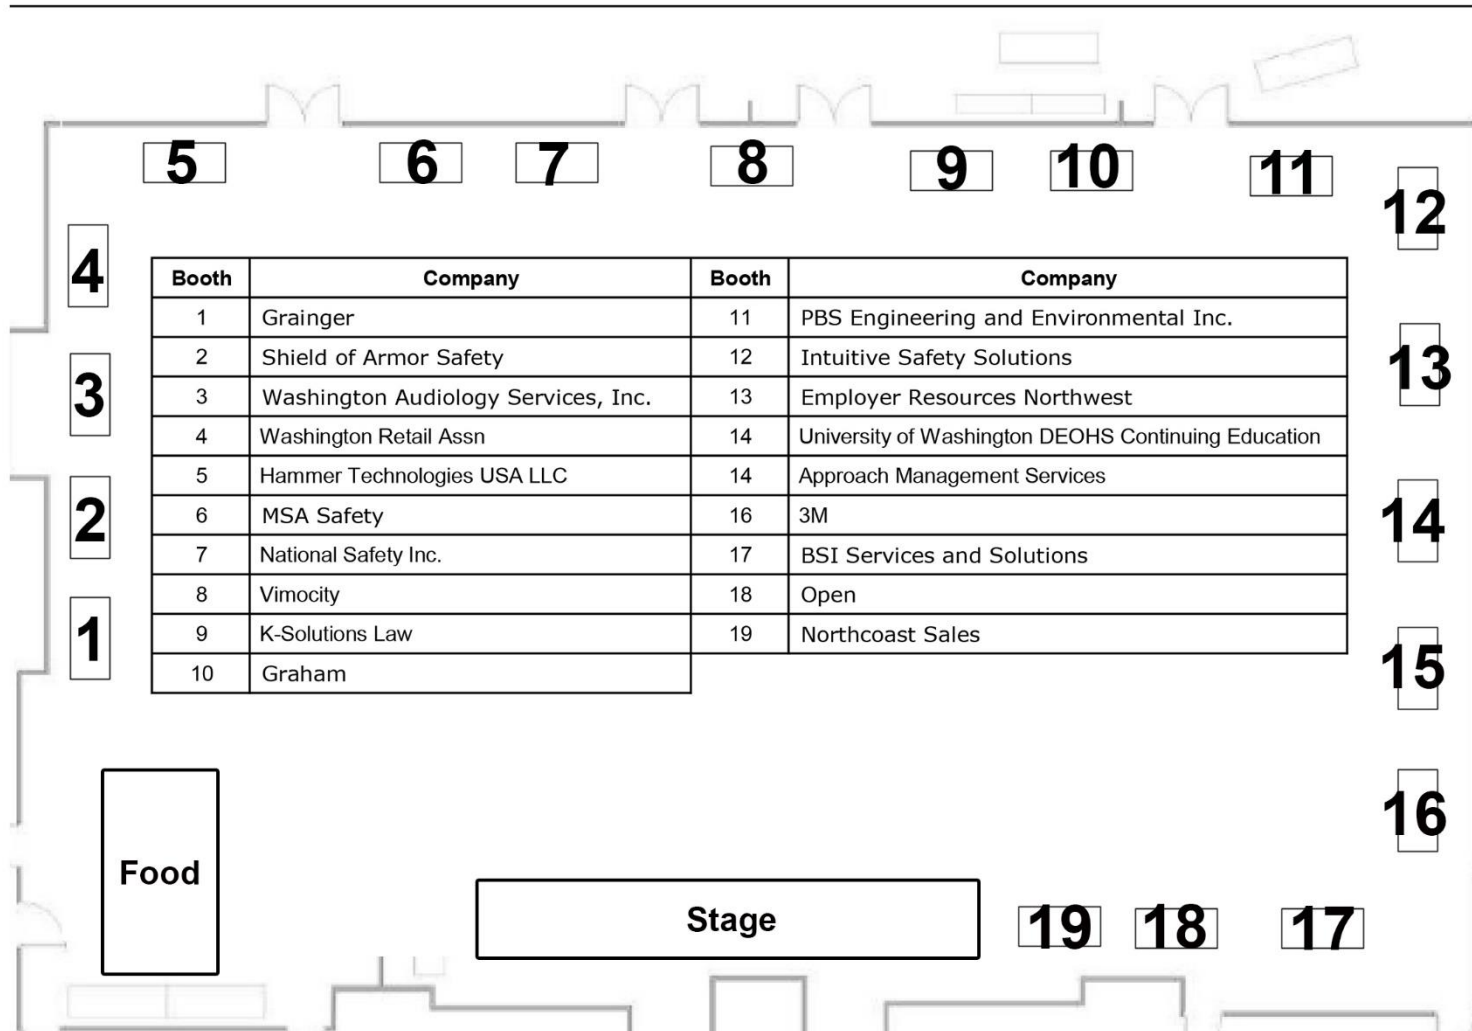 5 6 7 8 9 10 11
12
4
Booth Company Booth Company
1 Grainger 11 PBS Engineering and Environmental Inc.
2 Shield of Armor Safety 12 Intuitive Safety Solutions
3 Washington Audiology Services, Inc. 13 Employer Resources Northwest
4 Washington Retail Assn 14 University of Washington DEOHS Continuing Education
5 Hammer Technologies USA LLC 14 Approach Management Services
6 MSA Safety 16 3M
7 National Safety Inc. 17 BSI Services and Solutions
8 Vimocity 18 Open
9 K-Solutions Law 19 Northcoast Sales
10 Graham
13
3
14
2
1
15
16
Food
Stage
19 18 17